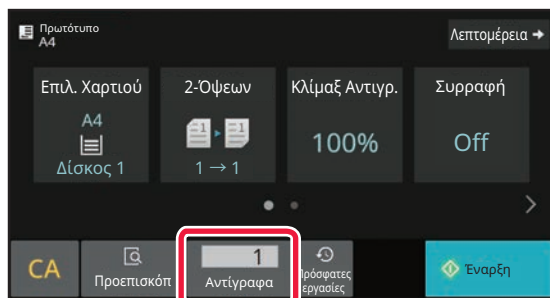 Πρωτότυπο
A4
Λεπτομέρεια
Επιλ. Χαρτιού
A4
Δίσκος 1
2-Όψεων
1 → 1
Κλίμαξ Αντιγρ.
100%
Συρραφή
Off
CA
Προεπισκόπ
1
Αντίγραφα
Πρόσφατες
εργασίες
Έναρξη